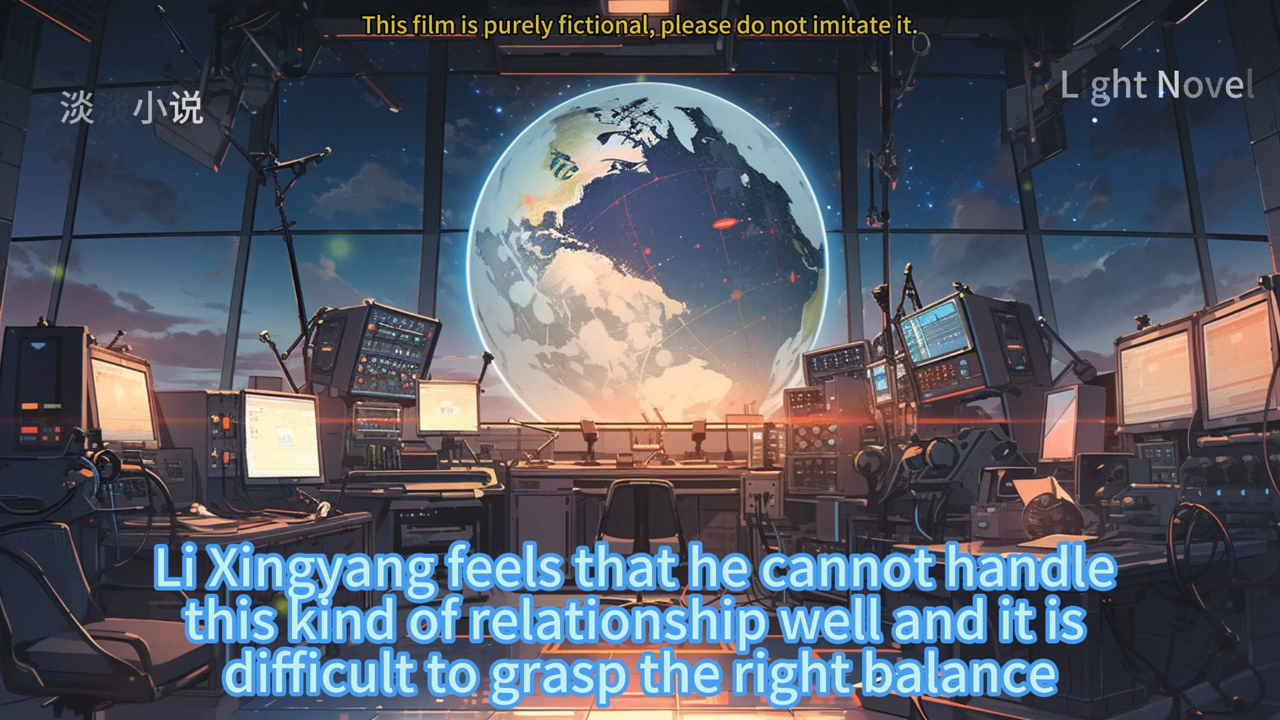 This film is purely fictional, please do not imitate it.
淡淡小说
Light Novel
Li Xingyang feels that he cannot handle
this kind of relationship well and it is
difficult to grasp the right balance